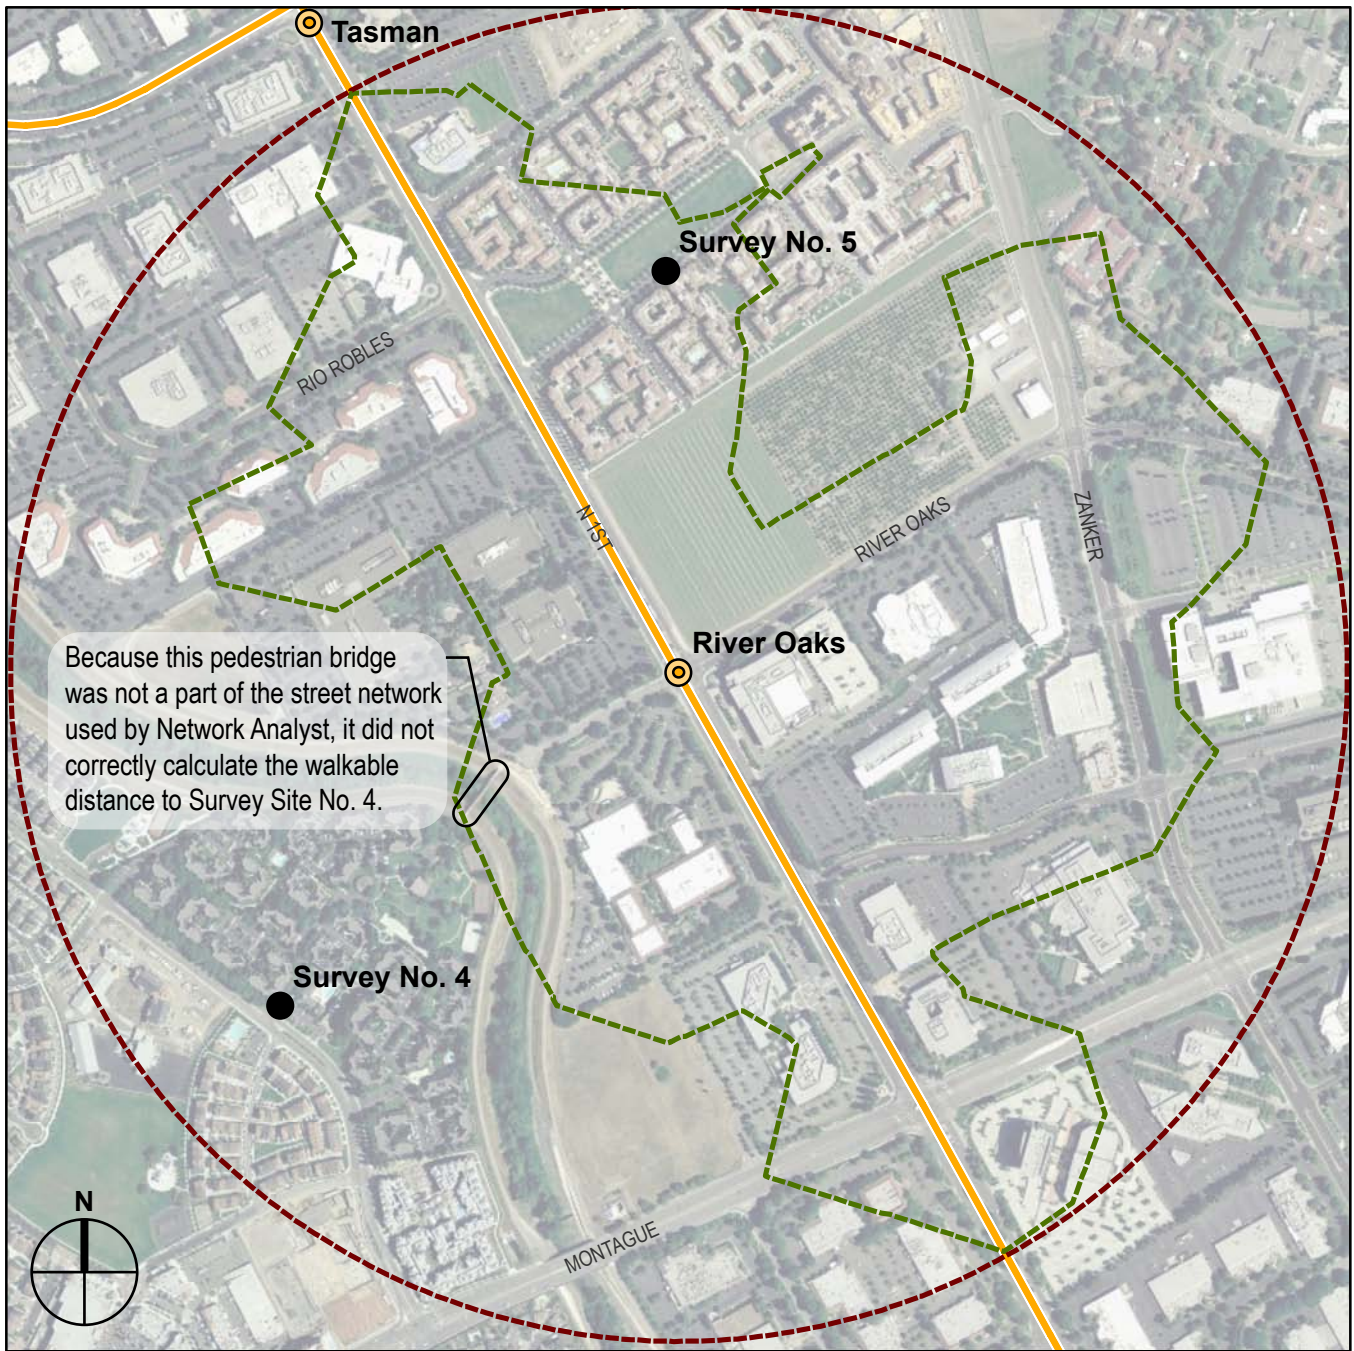 Tasman
Survey No. 5
RIO ROBLES
N 1ST
RIVER OAKS
ZANKER
River Oaks
Because this pedestrian bridge
was not a part of the street network
used by Network Analyst, it did not
correctly calculate the walkable
distance to Survey Site No. 4.
Survey No. 4
N
MONTAGUE